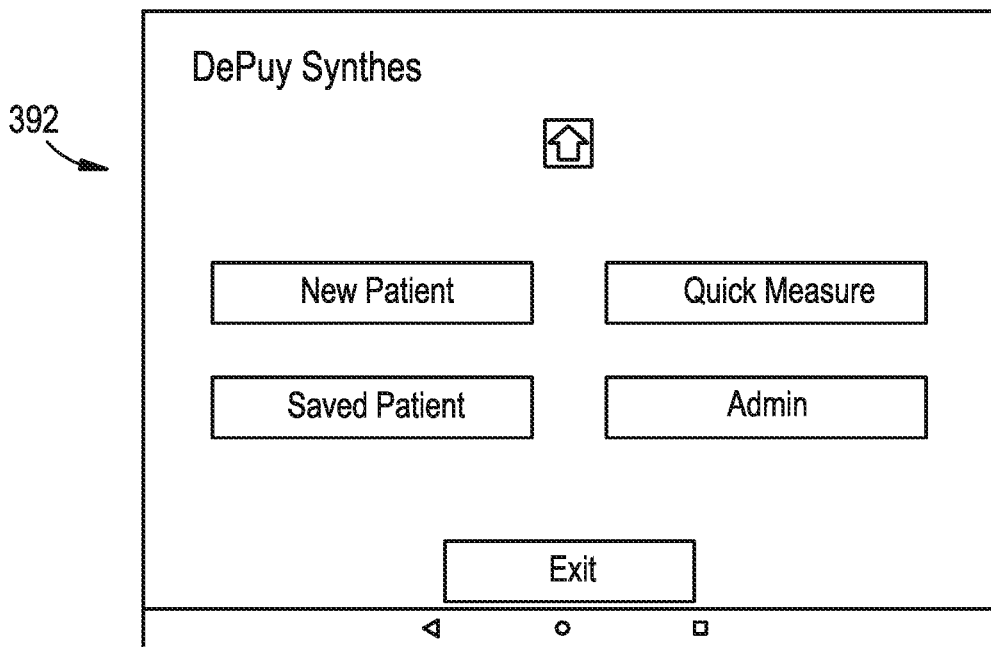 DePuy Synthes
392
New Patient
Quick Measure
Saved Patient
Admin
Exit